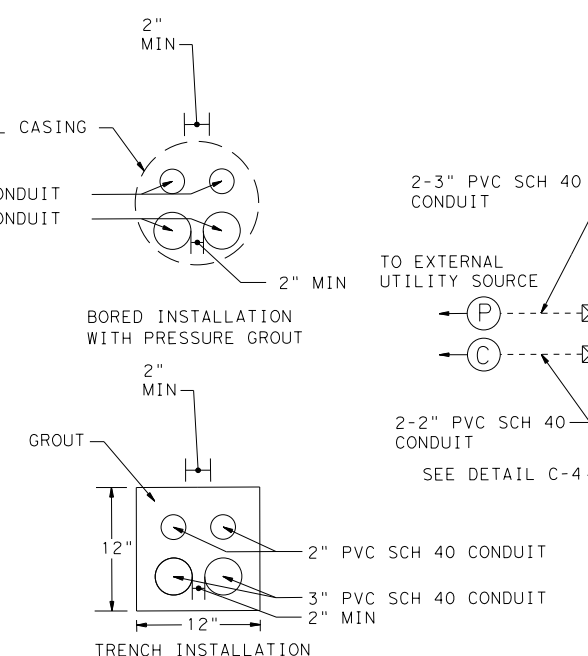 2"
MIN
L CASING
ONDUIT
ONDUIT
2" MIN
BORED INSTALLATION
WITH PRESSURE GROUT
2-3" PVC SCH 40
CONDUIT
TO EXTERNAL
UTILITY SOURCE
P
C
2-2" PVC SCH 40
CONDUIT
SEE DETAIL C-4
2"
MIN
GROUT
12"
2" PVC SCH 40 CONDUIT
3" PVC SCH 40 CONDUIT
2" MIN
12"
TRENCH INSTALLATION